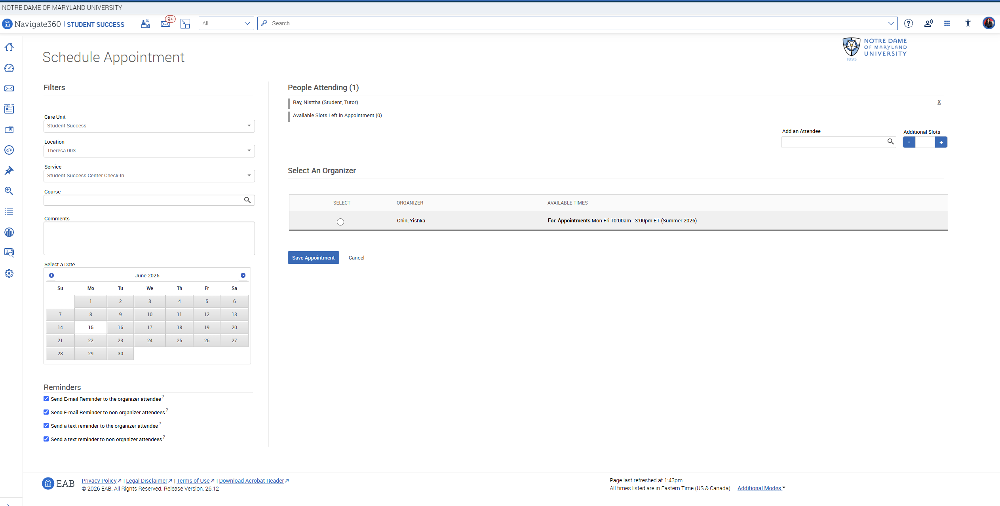 NOTRE DAME OF MARYLAND UNIVERSITY
Navigate360 | STUDENT SUCCESS
9+
All
Search
?
Schedule Appointment
NOTRE DAME
OF MARYLAND
UNIVERSITY
1895
Filters
Care Unit
Student Success
Location
Theresa 003
Service
Student Success Center Check-In
Course
Comments
Select a Date
June 2026
Su Mo Tu We Th Fr Sa
1 2 3 4 5 6
7 8 9 10 11 12 13
14 15 16 17 18 19 20
21 22 23 24 25 26 27
28 29 30
Reminders
Send E-mail Reminder to the organizer attendee ?
Send E-mail Reminder to non organizer attendees ?
Send a text reminder to the organizer attendee ?
Send a text reminder to non organizer attendees ?
People Attending (1)
Ray, Nisttha (Student, Tutor) X
Available Slots Left in Appointment (0)
Add an Attendee
Additional Slots
- +
Select An Organizer
SELECT ORGANIZER AVAILABLE TIMES
Chin, Yishka For: Appointments Mon-Fri 10:00am - 3:00pm ET (Summer 2026)
Save Appointment Cancel
EAB
Privacy Policy | Legal Disclaimer | Terms of Use | Download Acrobat Reader
© 2026 EAB. All Rights Reserved. Release Version: 26.12
Page last refreshed at 1:43pm
All times listed are in Eastern Time (US & Canada) Additional Modes